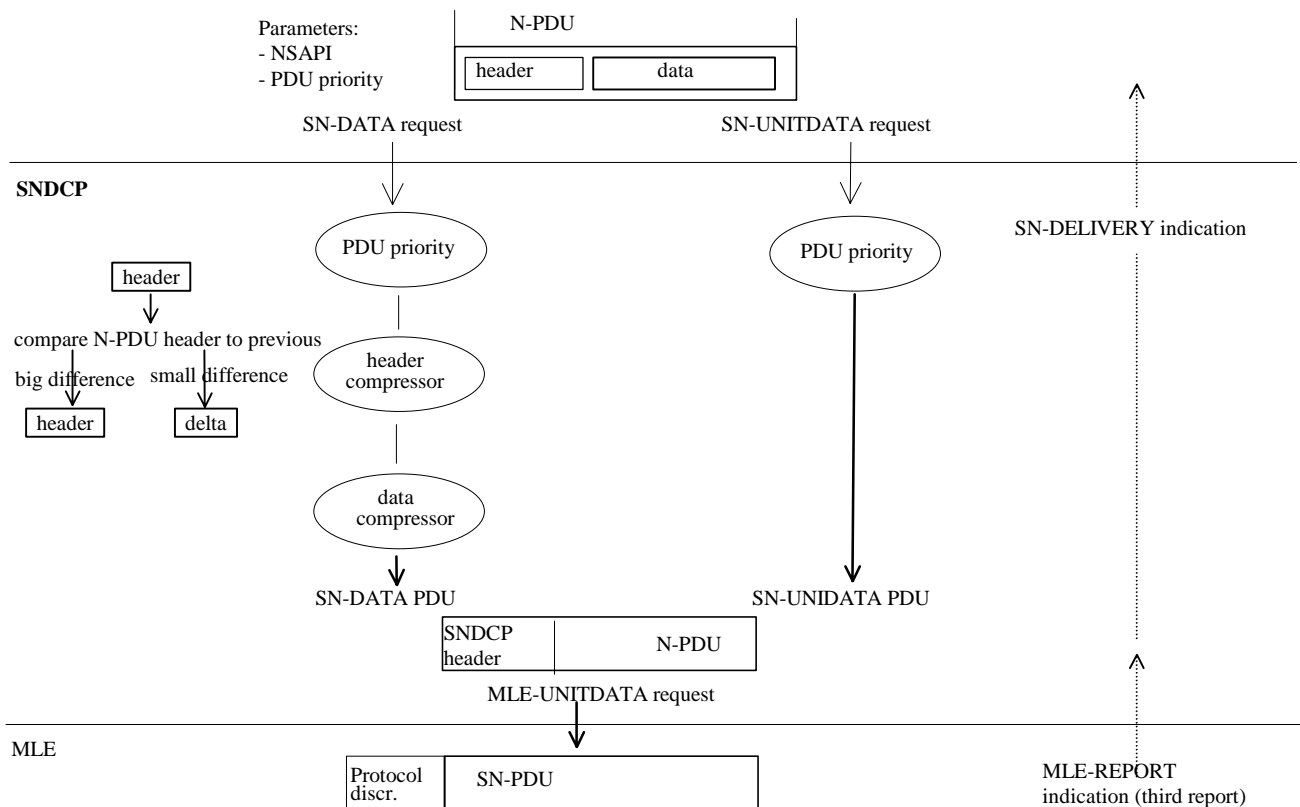 Parameters:
- NSAPI
- PDU priority
N-PDU
header
data
SN-DATA request
SN-UNITDATA request
SNDCP
PDU priority
PDU priority
SN-DELIVERY indication
header
compare N-PDU header to previous
big difference
small difference
header
delta
header
compressor
data
compressor
SN-DATA PDU
SN-UNIDATA PDU
SNDCP
header
N-PDU
MLE-UNITDATA request
MLE
Protocol
discr.
SN-PDU
MLE-REPORT
indication (third report)